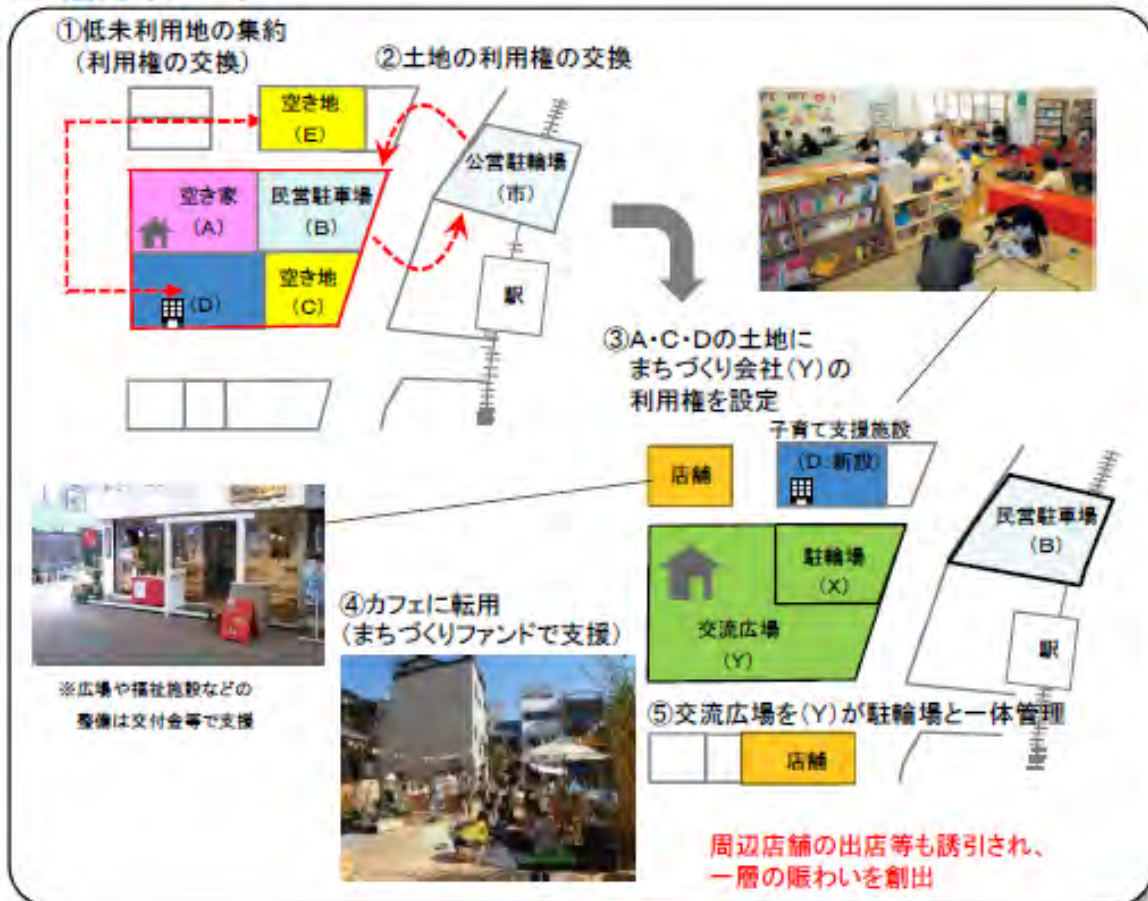 ①低未利用地の集約
(利用権の交換)
②土地の利用権の交換
空き地
(E)
公営駐輪場
(市)
空き家
(A)
民営駐車場
(B)
(D)
空き地
(C)
駅
③A・C・Dの土地に
まちづくり会社(Y)の
利用権を設定
子育て支援施設
(D:新設)
店舗
民営駐車場
(B)
駐輪場
(X)
交流広場
(Y)
駅
④カフェに転用
(まちづくりファンドで支援)
※広場や福祉施設などの
整備は交付金等で支援
⑤交流広場を(Y)が駐輪場と一体管理
店舗
周辺店舗の出店等も誘引され、
一層の賑わいを創出